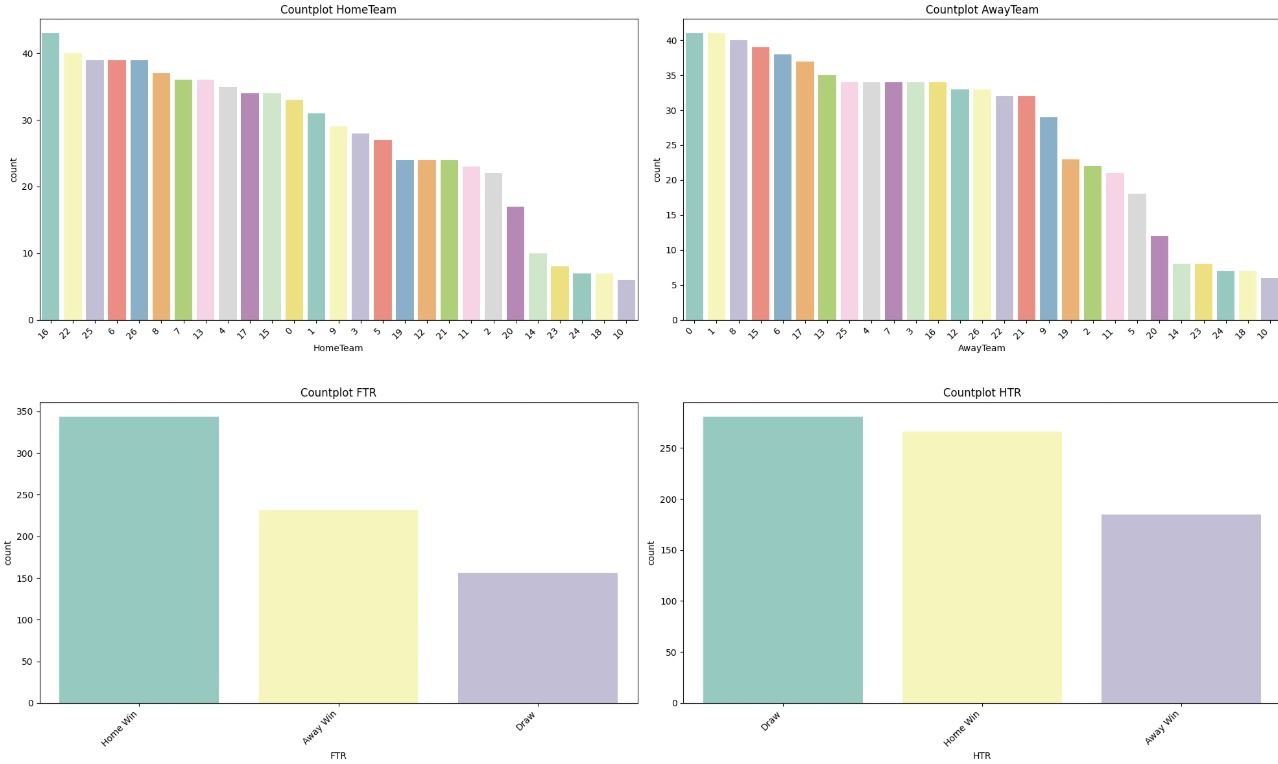 Countplot HomeTeam
count
40
30
20
10
0
16 22 25 6 26 8 7 13 4 17 15 0 1 9 3 5 19 12 21 11 2 20 14 23 24 18 10
HomeTeam
Countplot AwayTeam
count
40
35
30
25
20
15
10
5
0
0 1 8 15 6 17 13 25 4 7 3 16 12 26 22 21 9 19 2 11 5 20 14 23 24 18 10
AwayTeam
Countplot FTR
count
350
300
250
200
150
100
50
0
Home Win Away Win Draw
FTR
Countplot HTR
count
250
200
150
100
50
0
Draw Home Win Away Win
HTR